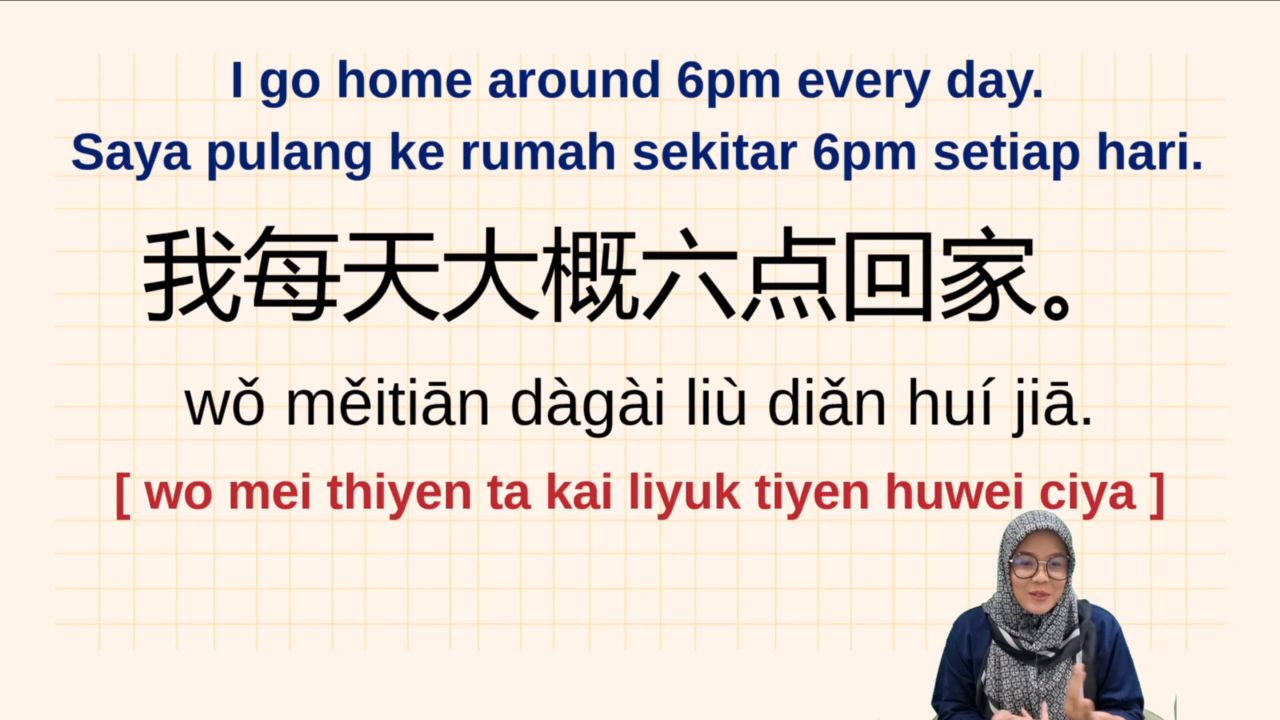 I go home around 6pm every day.
Saya pulang ke rumah sekitar 6pm setiap hari.
我每天大概六点回家。
wǒ měitiān dàgài liù diǎn huí jiā.
[ wo mei thiyen ta kai liyuk tiyen huwei ciya ]